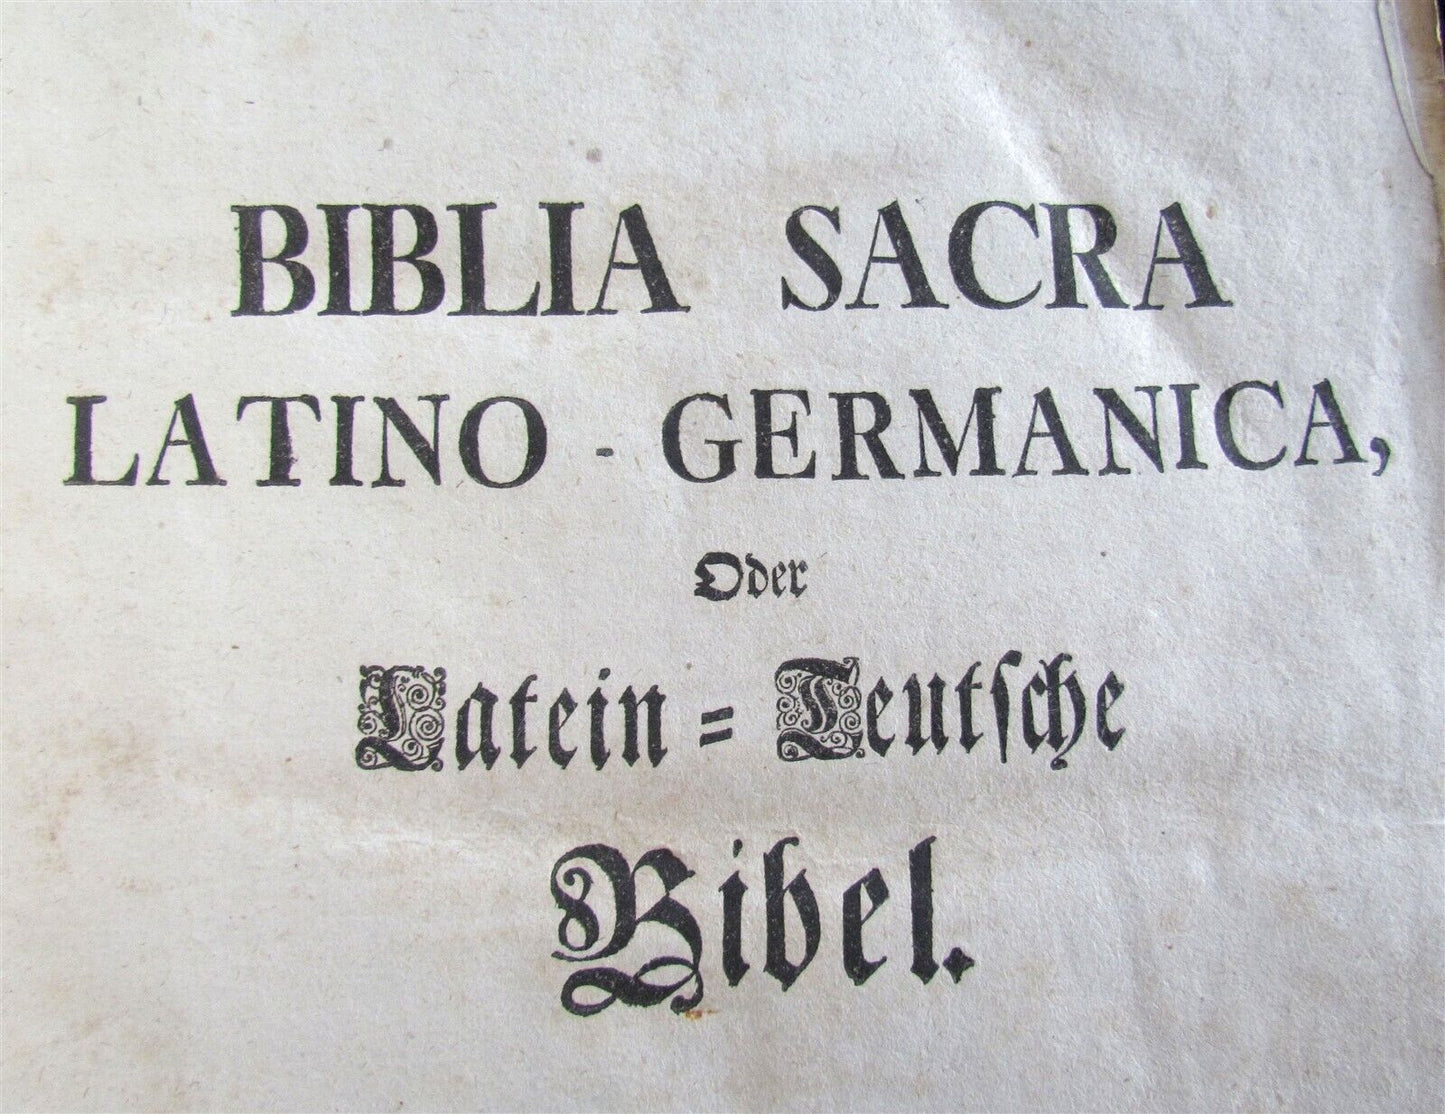 BIBLIA SACRA
LATINO - GERMANICA,
Oder
Latein = Teutſche
Bibel.